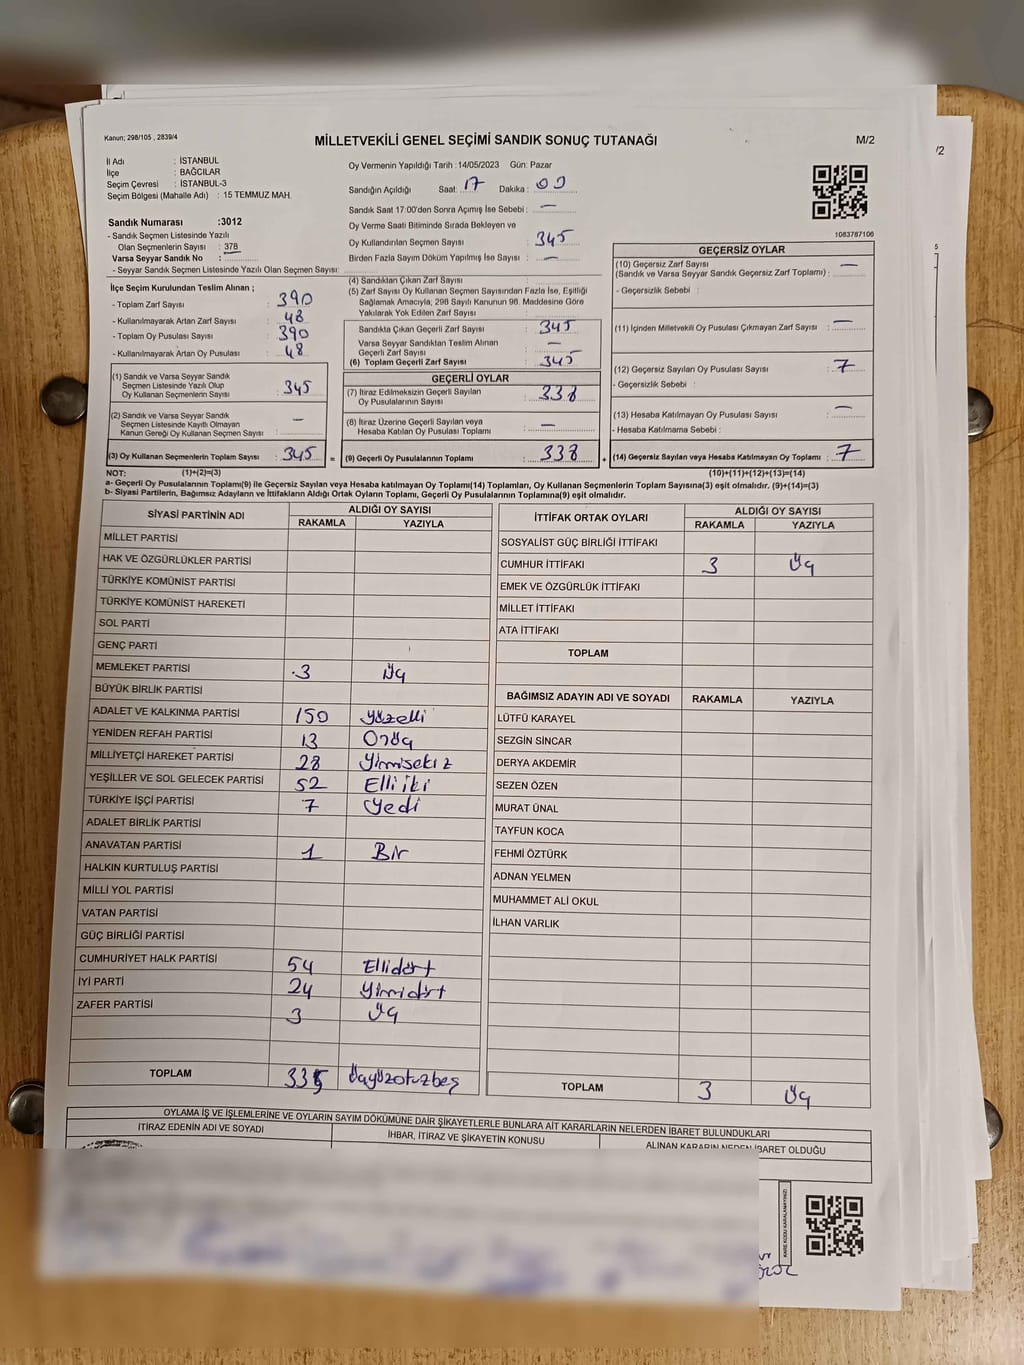 Kanun; 298/105 , 2839/4
MİLLETVEKİLİ GENEL SEÇİMİ SANDIK SONUÇ TUTANAĞI
M/2
/2
İl Adı : İSTANBUL
İlçe : BAĞCILAR
Seçim Çevresi : İSTANBUL-3
Seçim Bölgesi (Mahalle Adı) : 15 TEMMUZ MAH.
Oy Vermenin Yapıldığı Tarih :14/05/2023 Gün: Pazar
Sandığın Açıldığı Saat: 17 Dakika : 00
Sandık Saat 17:00'den Sonra Açımış İse Sebebi : —
Oy Verme Saati Bitiminde Sırada Bekleyen ve
Oy Kullandırılan Seçmen Sayısı : 345
Birden Fazla Sayım Döküm Yapılmış İse Sayısı : —
1083787106
Sandık Numarası :3012
- Sandık Seçmen Listesinde Yazılı
Olan Seçmenlerin Sayısı : 378
Varsa Seyyar Sandık No :
- Seyyar Sandık Seçmen Listesinde Yazılı Olan Seçmen Sayısı:
İlçe Seçim Kurulundan Teslim Alınan ;
- Toplam Zarf Sayısı : 390
- Kullanılmayarak Artan Zarf Sayısı : 48
- Toplam Oy Pusulası Sayısı : 390
- Kullanılmayarak Artan Oy Pusulası : 48
(1) Sandık ve Varsa Seyyar Sandık
Seçmen Listesinde Yazılı Olup
Oy Kullanan Seçmenlerin Sayısı : 345
(2) Sandık ve Varsa Seyyar Sandık
Seçmen Listesinde Kayıtlı Olmayan
Kanun Gereği Oy Kullanan Seçmen Sayısı : —
(3) Oy Kullanan Seçmenlerin Toplam Sayısı : 345 =
(4) Sandıktan Çıkan Zarf Sayısı :
(5) Zarf Sayısı Oy Kullanan Seçmen Sayısından Fazla İse, Eşitliği
Sağlamak Amacıyla; 298 Sayılı Kanunun 98. Maddesine Göre
Yakılarak Yok Edilen Zarf Sayısı :
Sandıkta Çıkan Geçerli Zarf Sayısı : 345
Varsa Seyyar Sandıktan Teslim Alınan
Geçerli Zarf Sayısı : —
(6) Toplam Geçerli Zarf Sayısı : 345
GEÇERLİ OYLAR
(7) İtiraz Edilmeksizin Geçerli Sayılan
Oy Pusulalarının Sayısı : 338
(8) İtiraz Üzerine Geçerli Sayılan veya
Hesaba Katılan Oy Pusulası Toplamı : —
(9) Geçerli Oy Pusulalarının Toplamı : 338 +
GEÇERSİZ OYLAR
(10) Geçersiz Zarf Sayısı
(Sandık ve Varsa Seyyar Sandık Geçersiz Zarf Toplamı) : —
- Geçersizlik Sebebi :
(11) İçinden Milletvekili Oy Pusulası Çıkmayan Zarf Sayısı : —
(12) Geçersiz Sayılan Oy Pusulası Sayısı : 7
- Geçersizlik Sebebi :
(13) Hesaba Katılmayan Oy Pusulası Sayısı : —
- Hesaba Katılmama Sebebi :
(14) Geçersiz Sayılan veya Hesaba Katılmayan Oy Toplamı : 7
NOT: (1)+(2)=(3)
(10)+(11)+(12)+(13)=(14)
a- Geçerli Oy Pusulalarının Toplamı(9) ile Geçersiz Sayılan veya Hesaba katılmayan Oy Toplamı(14) Toplamları, Oy Kullanan Seçmenlerin Toplam Sayısına(3) eşit olmalıdır. (9)+(14)=(3)
b- Siyasi Partilerin, Bağımsız Adayların ve İttifakların Aldığı Ortak Oyların Toplamı, Geçerli Oy Pusulalarının Toplamına(9) eşit olmalıdır.
SİYASİ PARTİNİN ADI ALDIĞI OY SAYISI
RAKAMLA YAZIYLA
MİLLET PARTİSİ
HAK VE ÖZGÜRLÜKLER PARTİSİ
TÜRKİYE KOMÜNİST PARTİSİ
TÜRKİYE KOMÜNİST HAREKETİ
SOL PARTİ
GENÇ PARTİ
MEMLEKET PARTİSİ 3 Üç
BÜYÜK BİRLİK PARTİSİ
ADALET VE KALKINMA PARTİSİ 150 yüzelli
YENİDEN REFAH PARTİSİ 13 Onüç
MİLLİYETÇİ HAREKET PARTİSİ 28 yirmisekiz
YEŞİLLER VE SOL GELECEK PARTİSİ 52 Elliiki
TÜRKİYE İŞÇİ PARTİSİ 7 yedi
ADALET BİRLİK PARTİSİ
ANAVATAN PARTİSİ 1 Bir
HALKIN KURTULUŞ PARTİSİ
MİLLİ YOL PARTİSİ
VATAN PARTİSİ
GÜÇ BİRLİĞİ PARTİSİ
CUMHURİYET HALK PARTİSİ 54 Ellidört
İYİ PARTİ 24 yirmidört
ZAFER PARTİSİ 3 Üç
TOPLAM 335 Üçyüzotuzbeş
İTTİFAK ORTAK OYLARI ALDIĞI OY SAYISI
RAKAMLA YAZIYLA
SOSYALİST GÜÇ BİRLİĞİ İTTİFAKI
CUMHUR İTTİFAKI 3 Üç
EMEK VE ÖZGÜRLÜK İTTİFAKI
MİLLET İTTİFAKI
ATA İTTİFAKI
TOPLAM
BAĞIMSIZ ADAYIN ADI VE SOYADI RAKAMLA YAZIYLA
LÜTFÜ KARAYEL
SEZGİN SİNCAR
DERYA AKDEMİR
SEZEN ÖZEN
MURAT ÜNAL
TAYFUN KOCA
FEHMİ ÖZTÜRK
ADNAN YELMEN
MUHAMMET ALİ OKUL
İLHAN VARLIK
TOPLAM 3 Üç
OYLAMA İŞ VE İŞLEMLERİNE VE OYLARIN SAYIM DÖKÜMÜNE DAİR ŞİKAYETLERLE BUNLARA AİT KARARLARIN NELERDEN İBARET BULUNDUKLARI
İTİRAZ EDENİN ADI VE SOYADI
İHBAR, İTİRAZ VE ŞİKAYETİN KONUSU
ALINAN KARARIN NEDEN İBARET OLDUĞU
KARE KODU KARALAMAYINIZ!